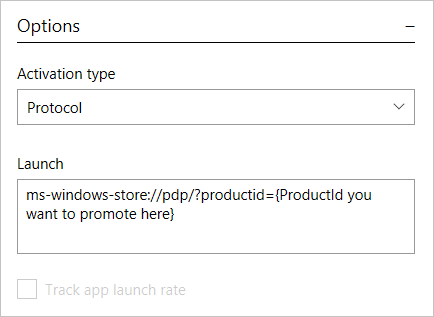 Options
Activation type
Protocol
Launch
ms-windows-store://pdp/?productid={ProductId you
want to promote here}
Track app launch rate